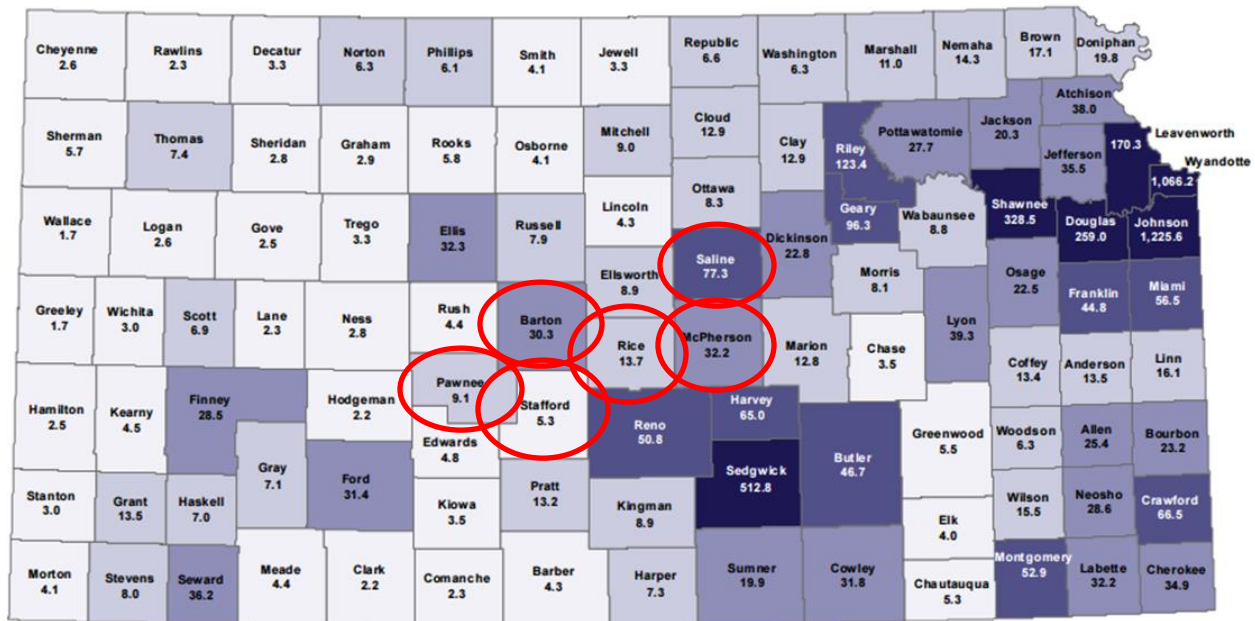 Cheyenne
2.6
Rawlins
2.3
Decatur
3.3
Norton
6.3
Phillips
6.1
Smith
4.1
Jewell
3.3
Republic
6.6
Washington
6.3
Marshall
11.0
Nemaha
14.3
Brown
17.1
Doniphan
19.8
Sherman
5.7
Thomas
7.4
Sheridan
2.8
Graham
2.9
Rooks
5.8
Osborne
4.1
Mitchell
9.0
Cloud
12.9
Clay
12.9
Riley
123.4
Pottawatomie
27.7
Jackson
20.3
Atchison
38.0
Jefferson
35.5
Leavenworth
170.3
Wyandotte
1,066.2
Wallace
1.7
Logan
2.6
Gove
2.5
Trego
3.3
Ellis
32.3
Russell
7.9
Lincoln
4.3
Ottawa
8.3
Saline
77.3
Dickinson
22.8
Geary
96.3
Wabaunsee
8.8
Shawnee
328.5
Douglas
259.0
Johnson
1,225.6
Ellsworth
8.9
Morris
8.1
Osage
22.5
Franklin
44.8
Miami
56.5
Greeley
1.7
Wichita
3.0
Scott
6.9
Lane
2.3
Ness
2.8
Rush
4.4
Barton
30.3
Rice
13.7
McPherson
32.2
Marion
12.8
Chase
3.5
Lyon
39.3
Coffey
13.4
Anderson
13.5
Linn
16.1
Hamilton
2.5
Kearny
4.5
Finney
28.5
Hodgeman
2.2
Pawnee
9.1
Stafford
5.3
Edwards
4.8
Reno
50.8
Harvey
65.0
Sedgwick
512.8
Butler
46.7
Greenwood
5.5
Woodson
6.3
Allen
25.4
Bourbon
23.2
Gray
7.1
Ford
31.4
Kiowa
3.5
Pratt
13.2
Kingman
8.9
Stanton
3.0
Grant
13.5
Haskell
7.0
Elk
4.0
Wilson
15.5
Neosho
28.6
Crawford
66.5
Morton
4.1
Stevens
8.0
Seward
36.2
Meade
4.4
Clark
2.2
Comanche
2.3
Barber
4.3
Harper
7.3
Sumner
19.9
Cowley
31.8
Chautauqua
5.3
Montgomery
52.9
Labette
32.2
Cherokee
34.9